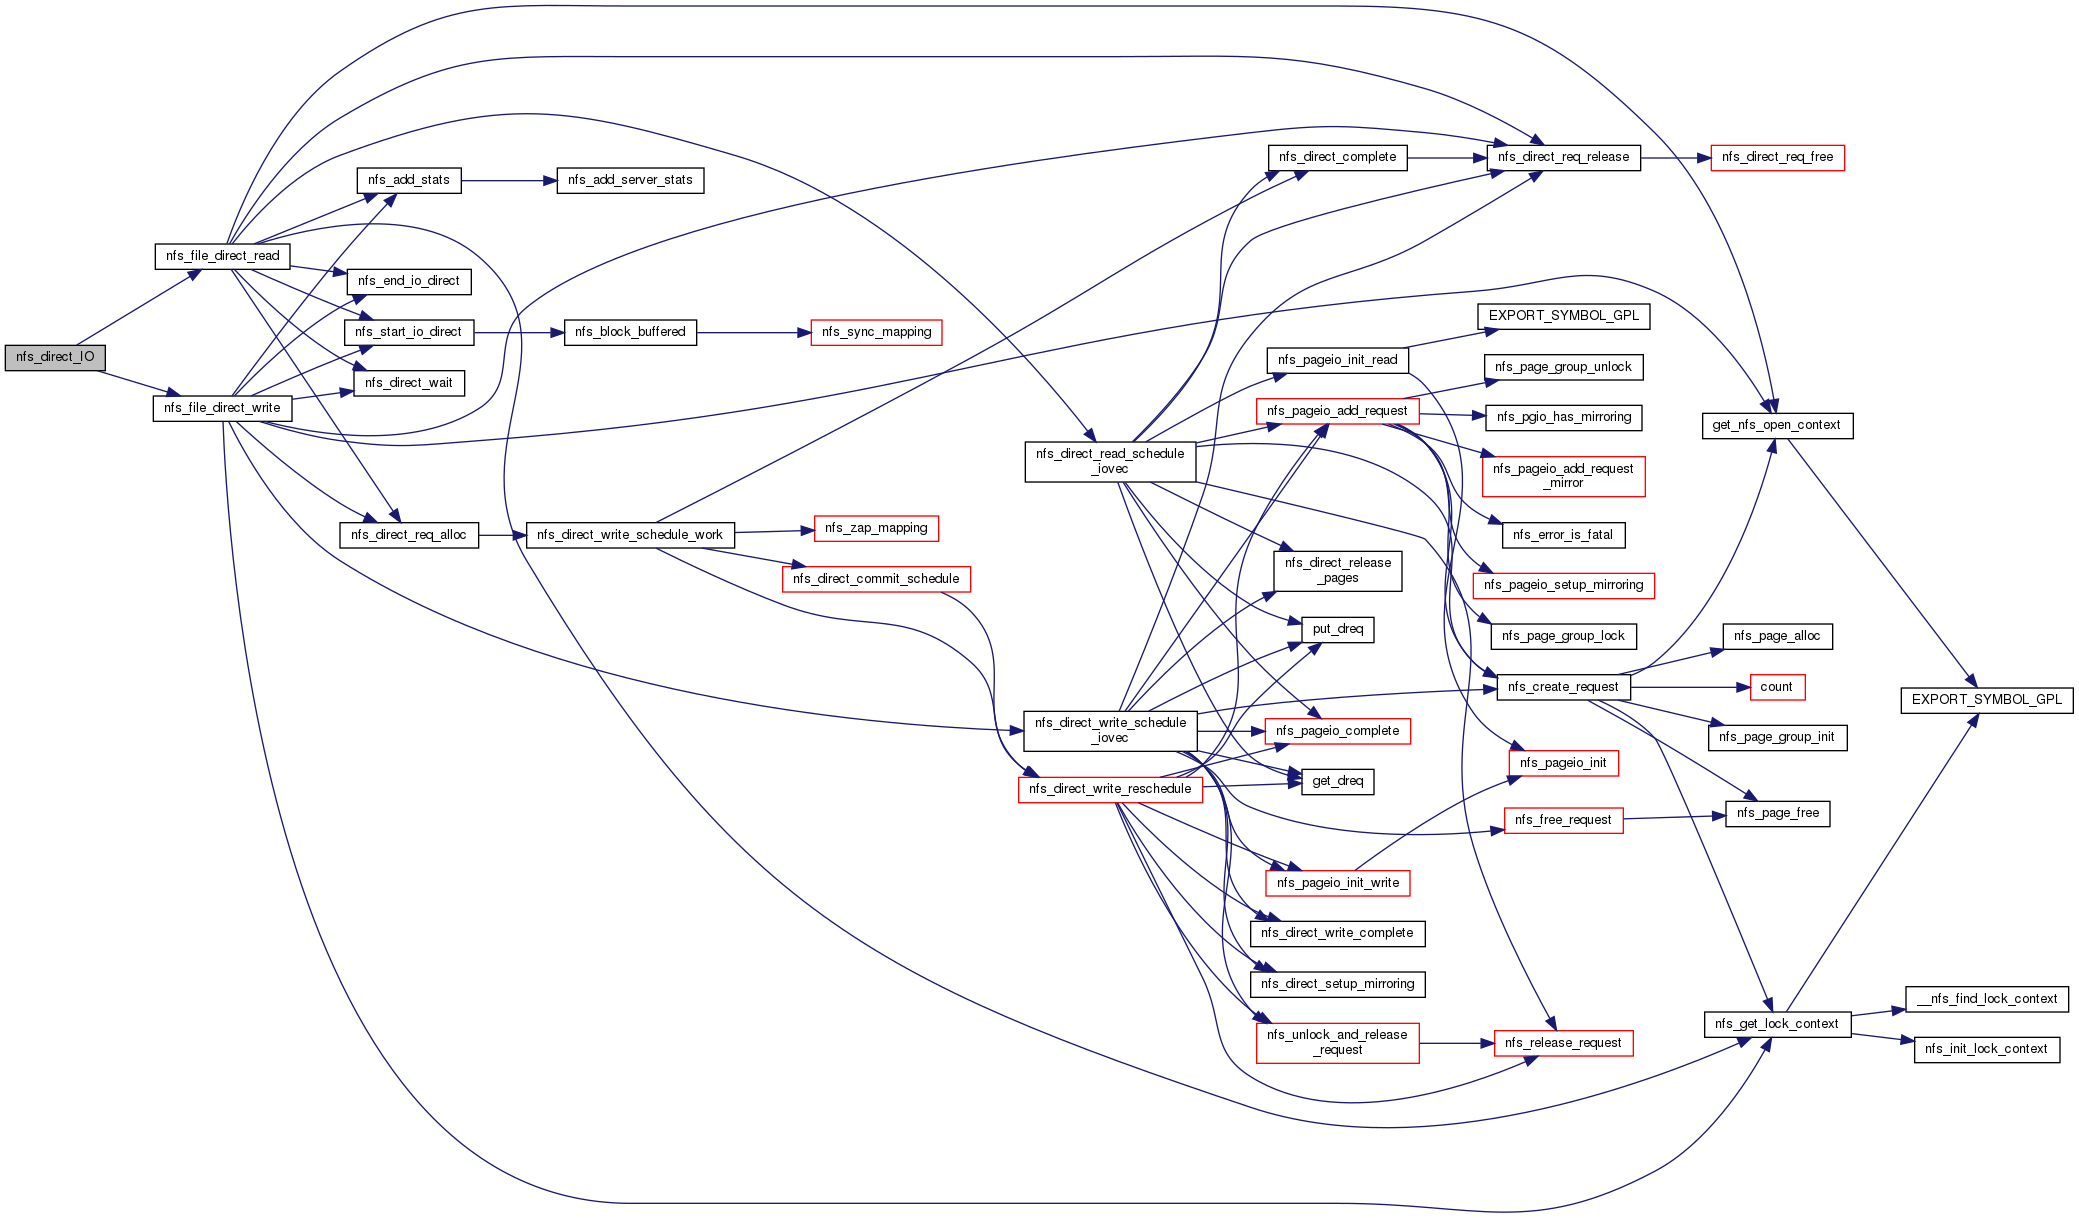 nfs_direct_IO
nfs_file_direct_read
nfs_file_direct_write
nfs_add_stats
nfs_end_io_direct
nfs_start_io_direct
nfs_direct_wait
nfs_direct_req_alloc
nfs_add_server_stats
nfs_block_buffered
nfs_direct_write_schedule_work
nfs_sync_mapping
nfs_zap_mapping
nfs_direct_commit_schedule
nfs_direct_read_schedule
_iovec
nfs_direct_write_schedule
_iovec
nfs_direct_write_reschedule
nfs_direct_complete
nfs_pageio_init_read
nfs_pageio_add_request
nfs_direct_release
_pages
put_dreq
nfs_pageio_complete
get_dreq
nfs_pageio_init_write
nfs_direct_write_complete
nfs_direct_setup_mirroring
nfs_unlock_and_release
_request
nfs_direct_req_release
EXPORT_SYMBOL_GPL
nfs_page_group_unlock
nfs_pgio_has_mirroring
nfs_pageio_add_request
_mirror
nfs_error_is_fatal
nfs_pageio_setup_mirroring
nfs_page_group_lock
nfs_create_request
nfs_pageio_init
nfs_free_request
nfs_release_request
nfs_direct_req_free
get_nfs_open_context
nfs_page_alloc
count
nfs_page_group_init
nfs_page_free
nfs_get_lock_context
EXPORT_SYMBOL_GPL
__nfs_find_lock_context
nfs_init_lock_context